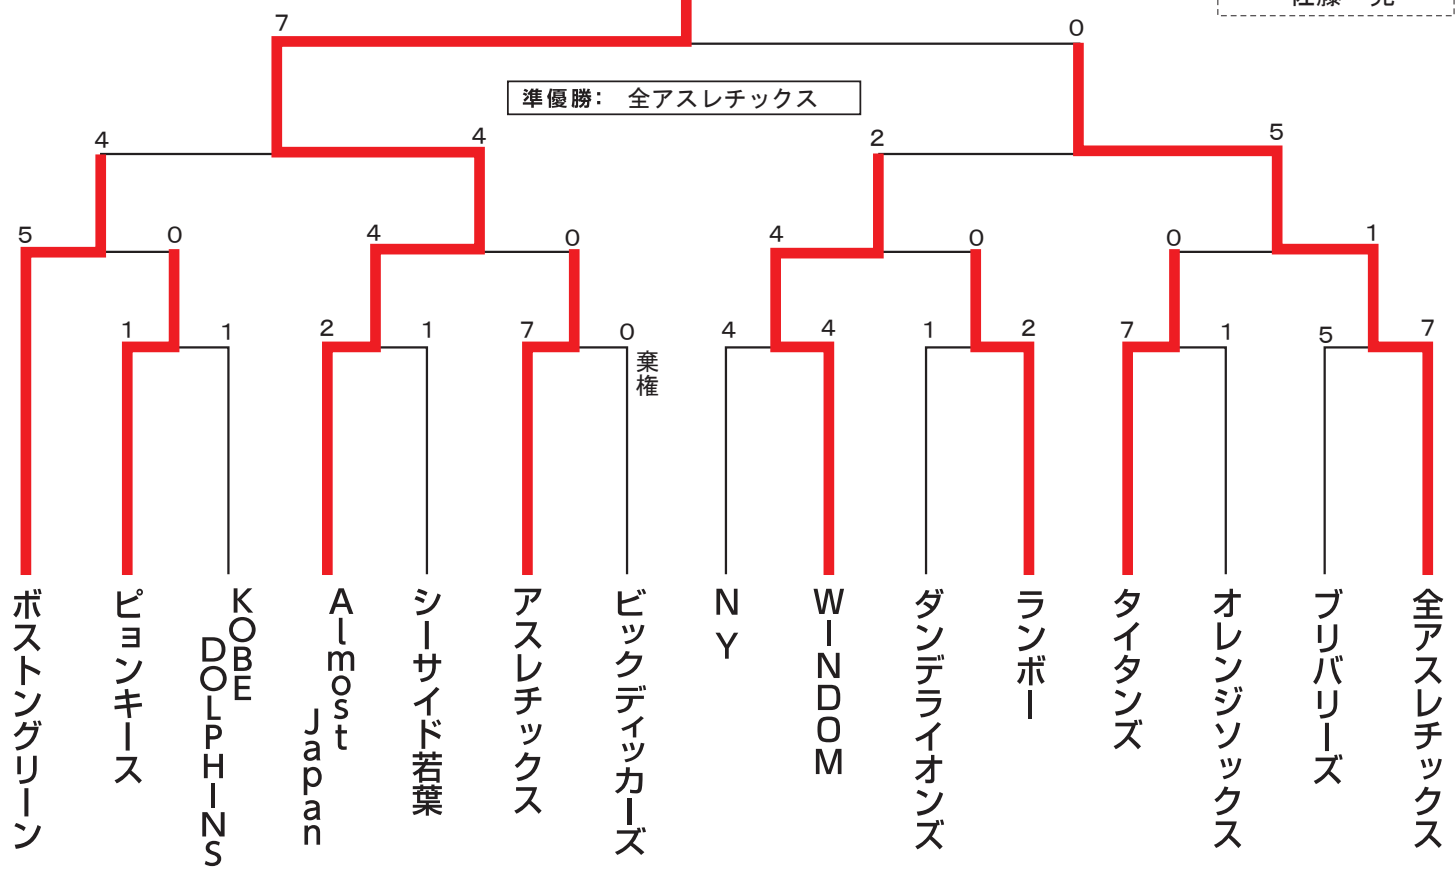 7
0
準優勝： 全アスレチックス
4
4
2
5
5
0
4
0
4
0
0
1
1
1
2
1
7
0
棄権
4
4
1
2
7
1
5
7
ボストングリーン
ピョンキース
KOBE
DOLPHINS
Almost
Japan
シーサイド若葉
アスレチックス
ビックディッカーズ
NY
WINDOM
ダンデライオンズ
ランボー
タイタンズ
オレンジソックス
ブリバリーズ
全アスレチックス